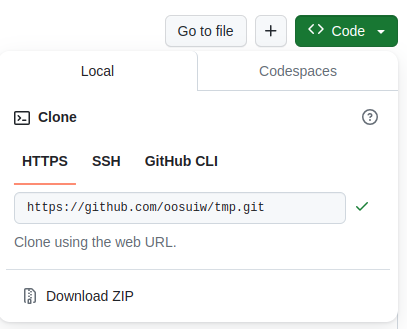 Go to file
+
Code
Local
Codespaces
Clone
HTTPS
SSH
GitHub CLI
https://github.com/oosuiw/tmp.git
Clone using the web URL.
Download ZIP